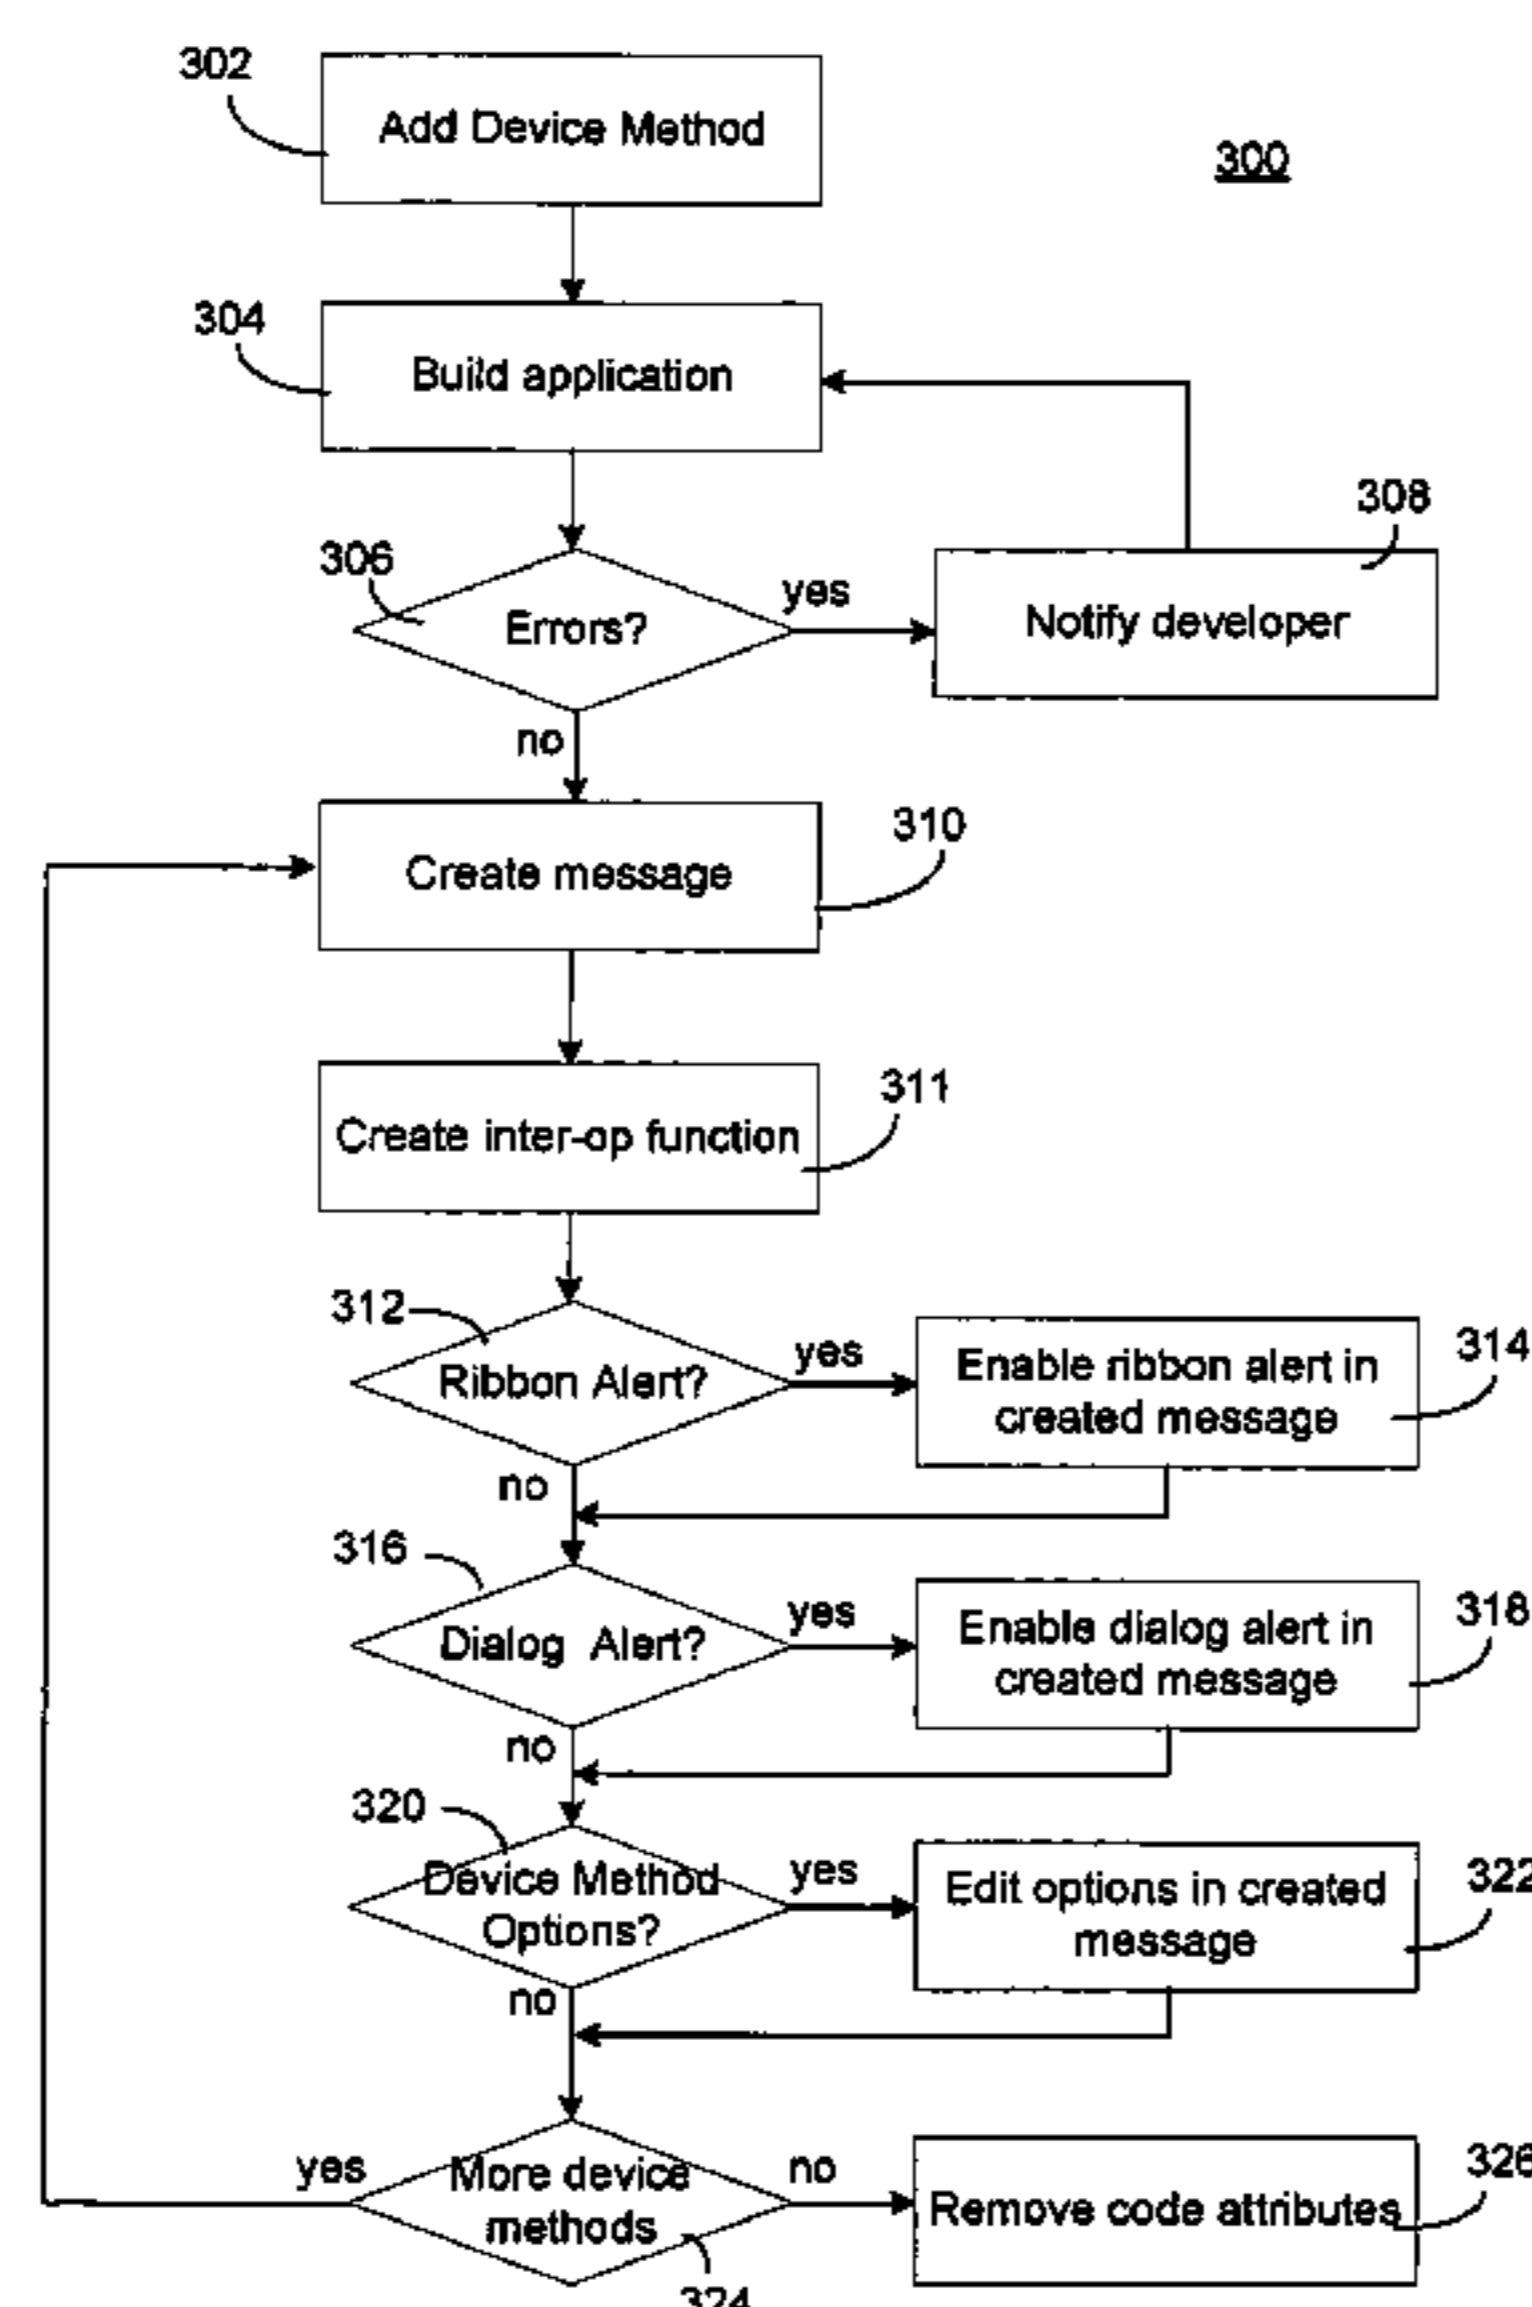 302
Add Device Method
300
304
Build application
308
306
Errors?
yes
Notify developer
no
310
Create message
311
Create inter-op function
312
Ribbon Alert?
yes
Enable ribbon alert in
created message
314
no
316
Dialog Alert?
yes
Enable dialog alert in
created message
318
no
320
Device Method
Options?
yes
Edit options in created
message
322
no
yes
More device
methods
no
Remove code attributes
326
324